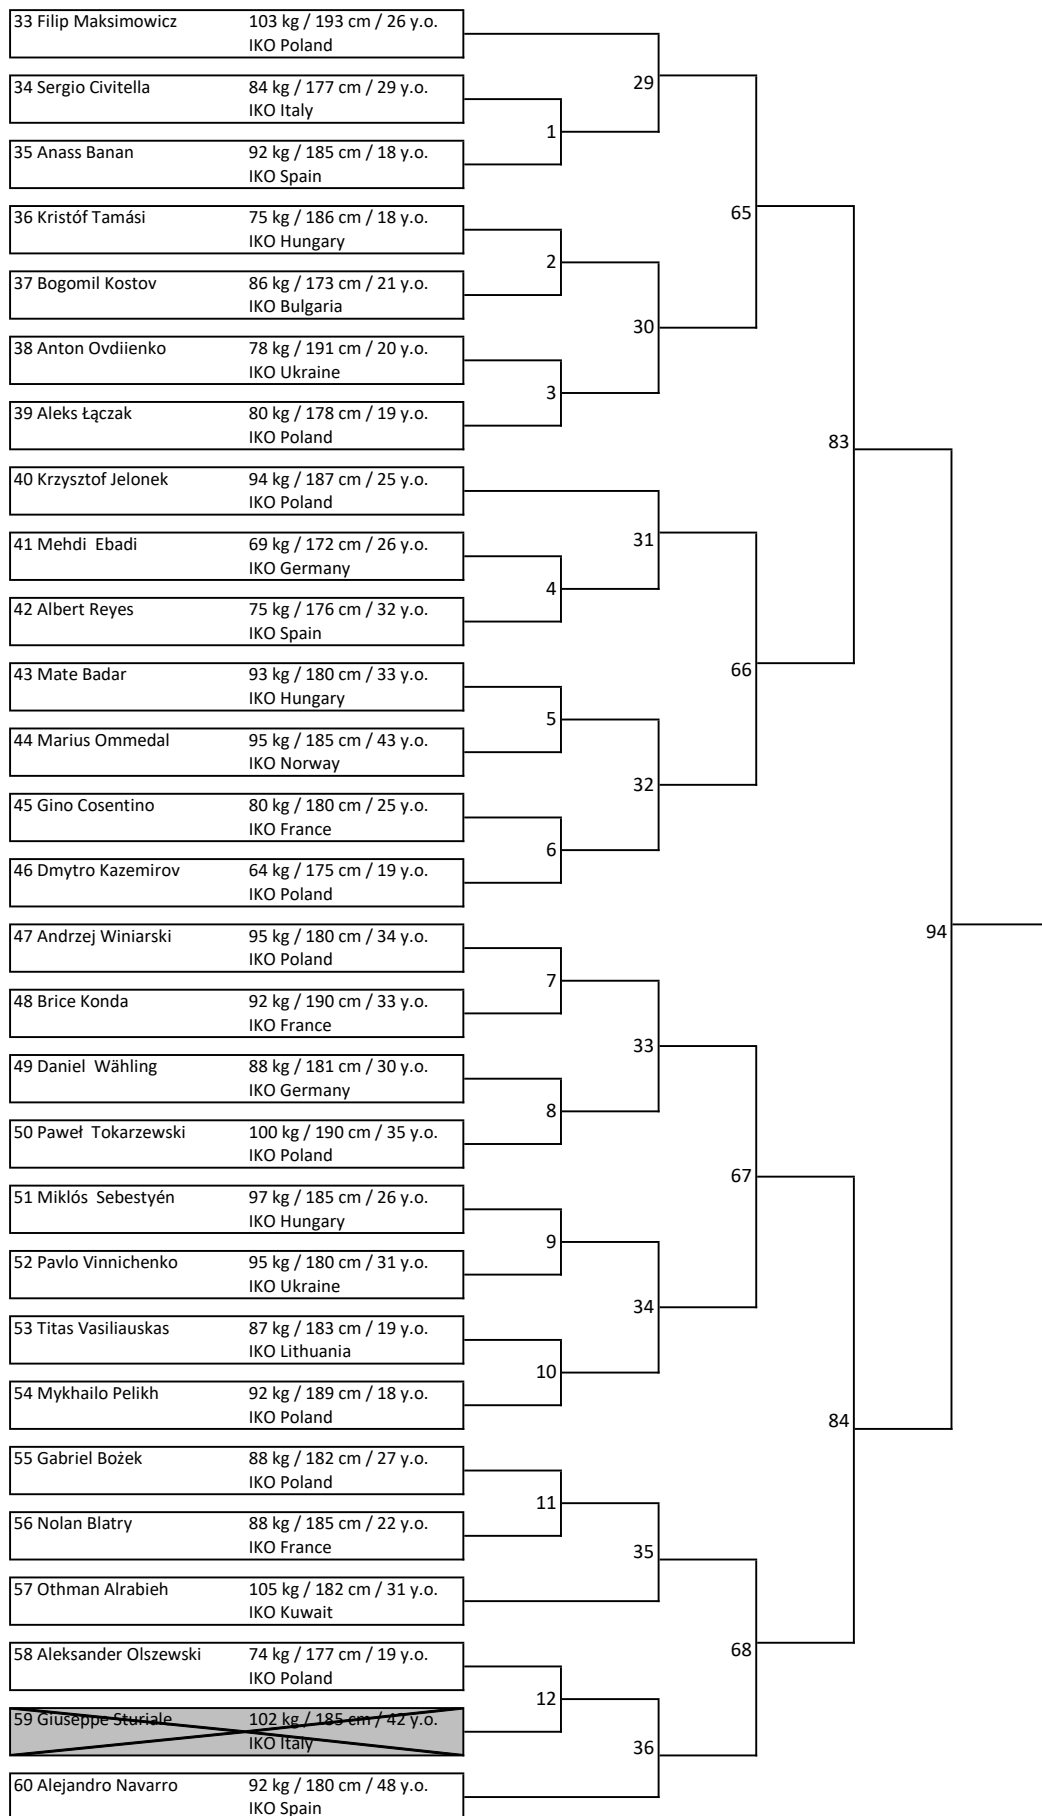 33 Filip Maksimowicz 103 kg / 193 cm / 26 y.o.
IKO Poland
29
34 Sergio Civitella 84 kg / 177 cm / 29 y.o.
IKO Italy
1
35 Anass Banan 92 kg / 185 cm / 18 y.o.
IKO Spain
65
36 Kristóf Tamási 75 kg / 186 cm / 18 y.o.
IKO Hungary
2
37 Bogomil Kostov 86 kg / 173 cm / 21 y.o.
IKO Bulgaria
30
38 Anton Ovdiienko 78 kg / 191 cm / 20 y.o.
IKO Ukraine
3
39 Aleks Łączak 80 kg / 178 cm / 19 y.o.
IKO Poland
83
40 Krzysztof Jelonek 94 kg / 187 cm / 25 y.o.
IKO Poland
31
41 Mehdi Ebadi 69 kg / 172 cm / 26 y.o.
IKO Germany
4
42 Albert Reyes 75 kg / 176 cm / 32 y.o.
IKO Spain
66
43 Mate Badar 93 kg / 180 cm / 33 y.o.
IKO Hungary
5
44 Marius Ommedal 95 kg / 185 cm / 43 y.o.
IKO Norway
32
45 Gino Cosentino 80 kg / 180 cm / 25 y.o.
IKO France
6
46 Dmytro Kazemirov 64 kg / 175 cm / 19 y.o.
IKO Poland
94
47 Andrzej Winiarski 95 kg / 180 cm / 34 y.o.
IKO Poland
7
48 Brice Konda 92 kg / 190 cm / 33 y.o.
IKO France
33
49 Daniel Wähling 88 kg / 181 cm / 30 y.o.
IKO Germany
8
50 Paweł Tokarzewski 100 kg / 190 cm / 35 y.o.
IKO Poland
67
51 Miklós Sebestyén 97 kg / 185 cm / 26 y.o.
IKO Hungary
9
52 Pavlo Vinnichenko 95 kg / 180 cm / 31 y.o.
IKO Ukraine
34
53 Titas Vasiliauskas 87 kg / 183 cm / 19 y.o.
IKO Lithuania
10
54 Mykhailo Pelikh 92 kg / 189 cm / 18 y.o.
IKO Poland
84
55 Gabriel Bożek 88 kg / 182 cm / 27 y.o.
IKO Poland
11
56 Nolan Blatry 88 kg / 185 cm / 22 y.o.
IKO France
35
57 Othman Alrabieh 105 kg / 182 cm / 31 y.o.
IKO Kuwait
68
58 Aleksander Olszewski 74 kg / 177 cm / 19 y.o.
IKO Poland
12
59 Giuseppe Sturiale 102 kg / 185 cm / 42 y.o.
IKO Italy
36
60 Alejandro Navarro 92 kg / 180 cm / 48 y.o.
IKO Spain